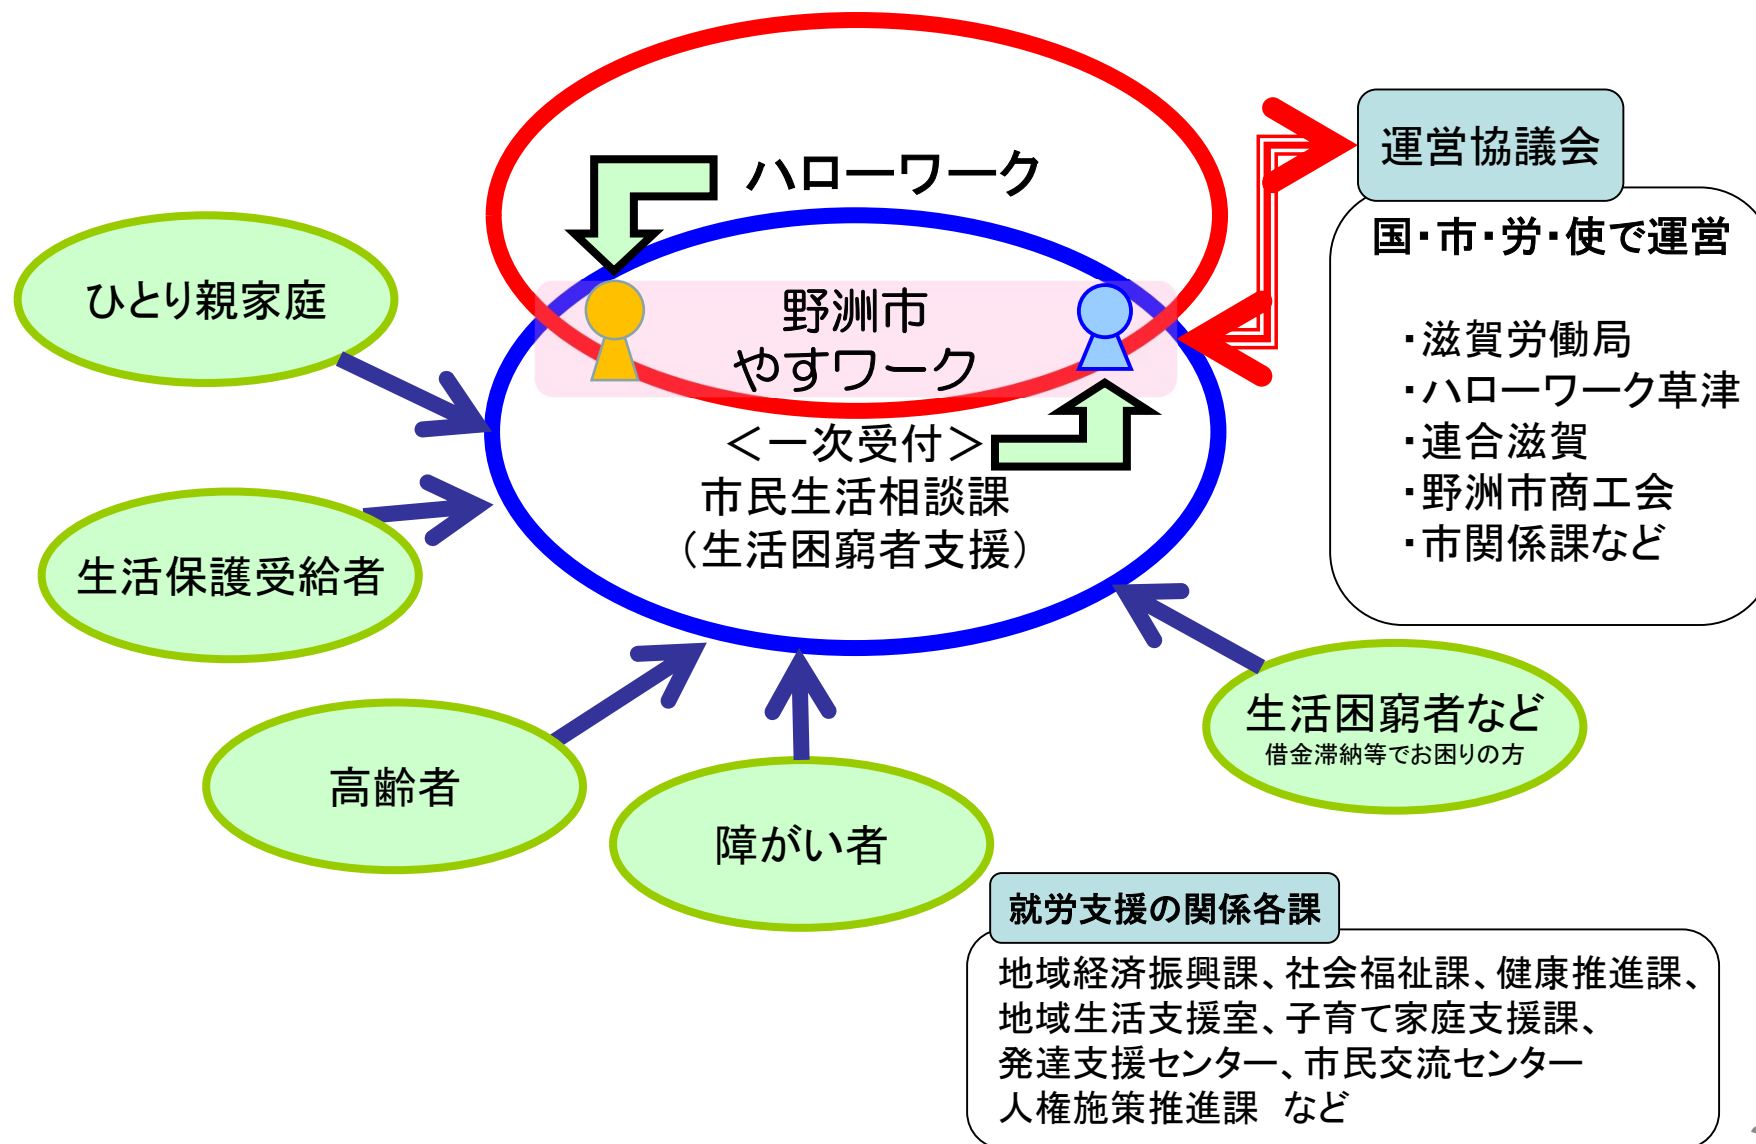 ハローワーク
運営協議会
国・市・労・使で運営
・滋賀労働局
・ハローワーク草津
・連合滋賀
・野洲市商工会
・市関係課など
ひとり親家庭
野洲市
やすワーク
＜一次受付＞
市民生活相談課
（生活困窮者支援）
生活保護受給者
高齢者
障がい者
生活困窮者など
借金滞納等でお困りの方
就労支援の関係各課
地域経済振興課、社会福祉課、健康推進課、
地域生活支援室、子育て家庭支援課、
発達支援センター、市民交流センター
人権施策推進課　など